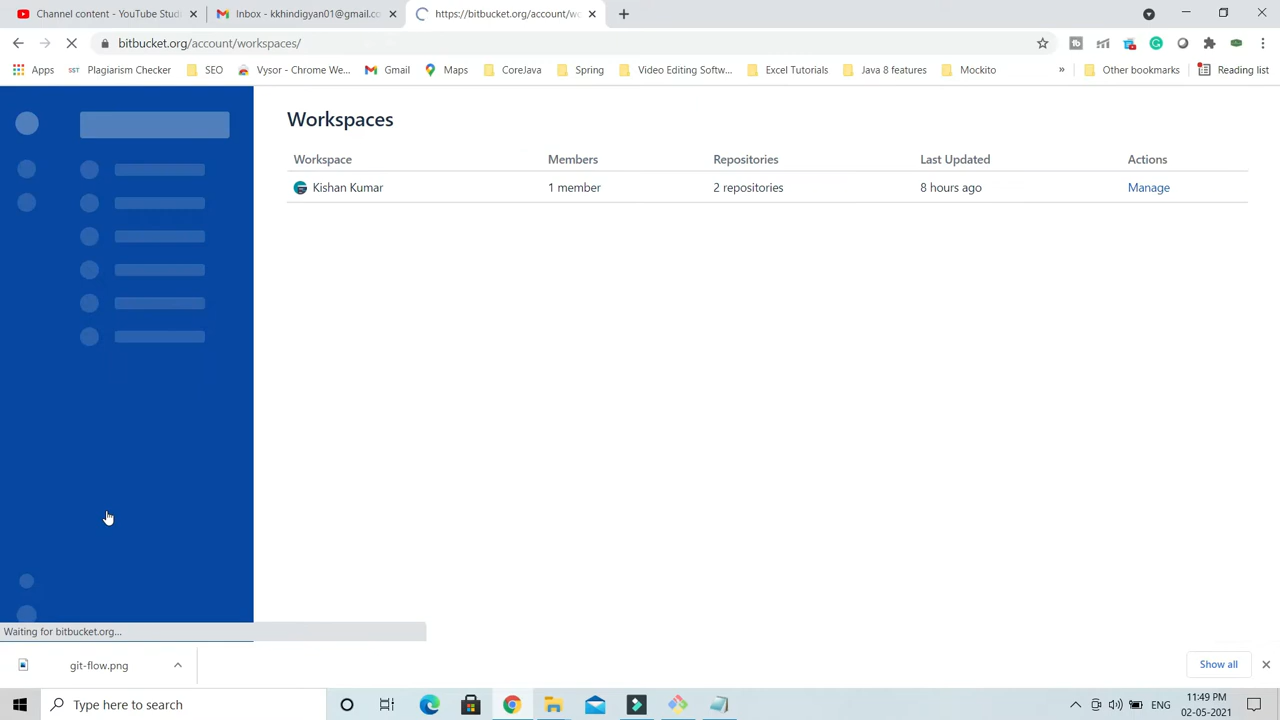 Channel content - YouTube Studi
Inbox - kkhindigyan01@gmail.co
https://bitbucket.org/account/wo
bitbucket.org/account/workspaces/
Apps
SST Plagiarism Checker
SEO
Vysor - Chrome We...
Gmail
Maps
CoreJava
Spring
Video Editing Softw...
Excel Tutorials
Java 8 features
Mockito
»
Other bookmarks
Reading list
Workspaces
Workspace Members Repositories Last Updated Actions
Kishan Kumar 1 member 2 repositories 8 hours ago Manage
Waiting for bitbucket.org...
git-flow.png
Show all
Type here to search
ENG
11:49 PM
02-05-2021